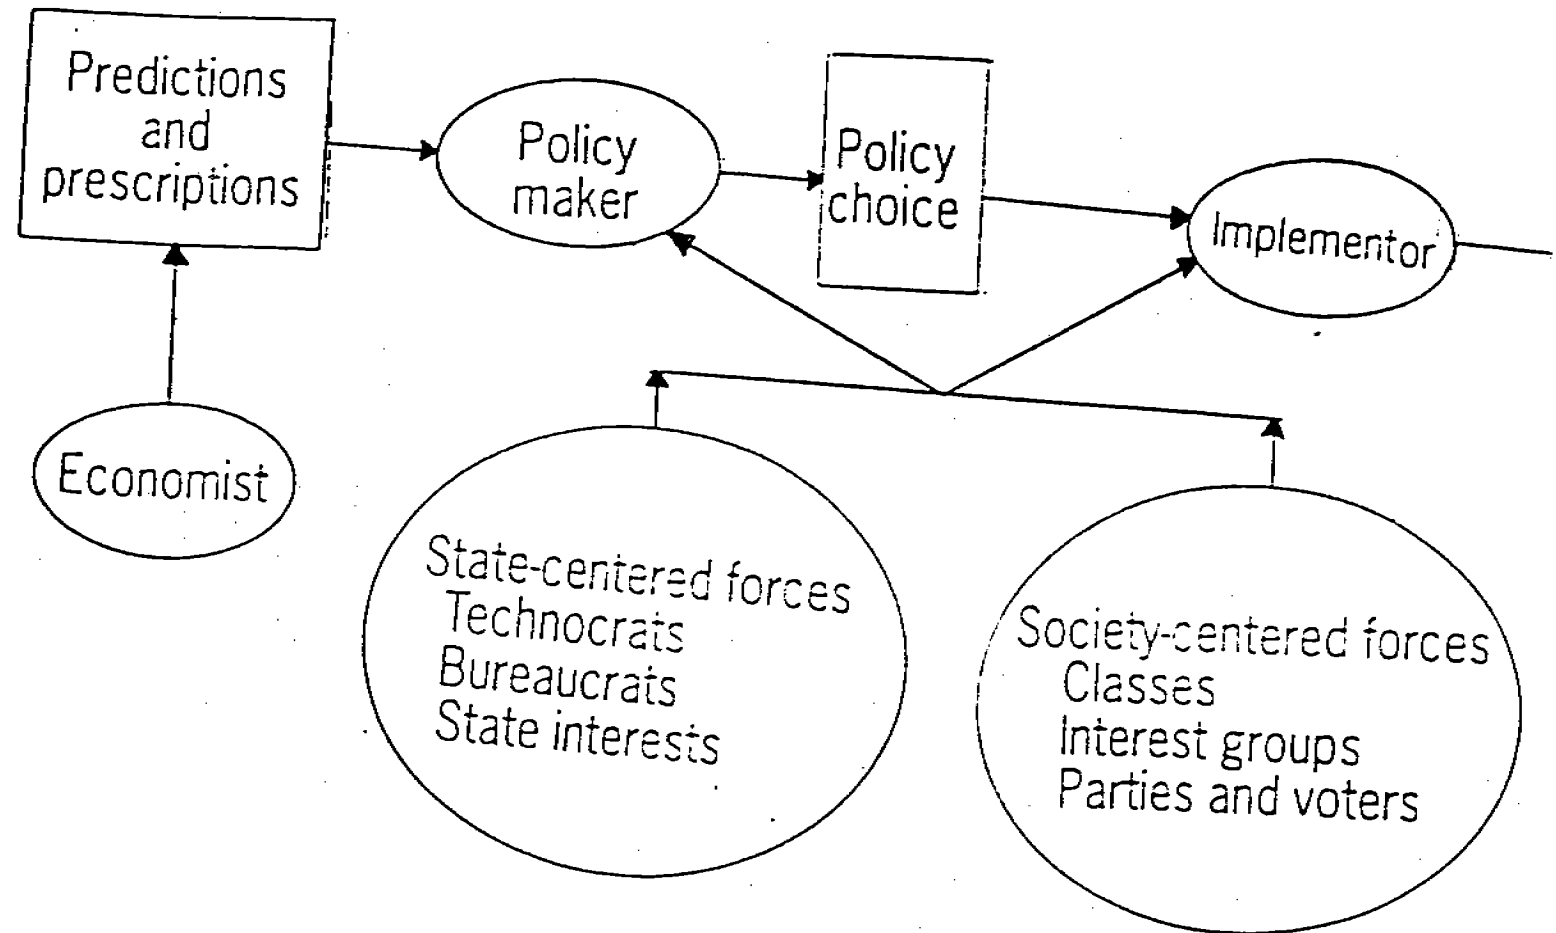 Predictions
and
prescriptions
Policy
maker
Policy
choice
Implementor
Economist
State-centered forces
Technocrats
Bureaucrats
State interests
Society-centered forces
Classes
Interest groups
Parties and voters